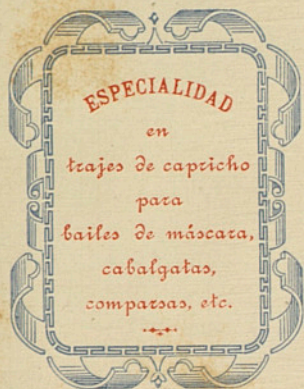 ESPECIALIDAD
en
trajes de capricho
para
bailes de máscara,
cabalgatas,
comparsas, etc.